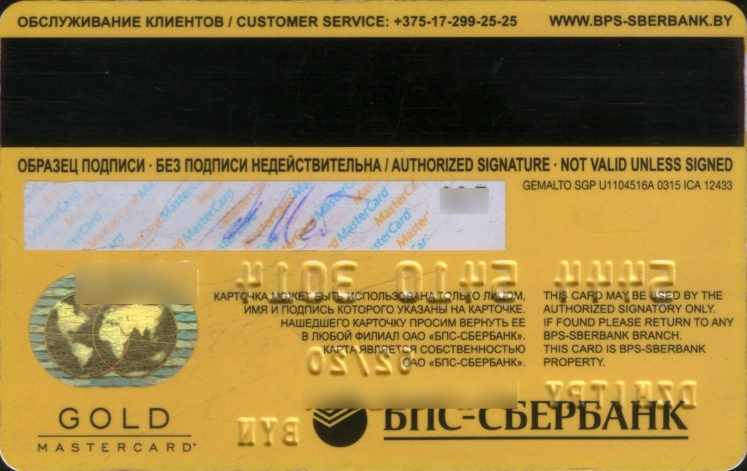 ОБСЛУЖИВАНИЕ КЛИЕНТОВ / CUSTOMER SERVICE: +375-17-299-25-25 WWW.BPS-SBERBANK.BY
ОБРАЗЕЦ ПОДПИСИ · БЕЗ ПОДПИСИ НЕДЕЙСТВИТЕЛЬНА / AUTHORIZED SIGNATURE · NOT VALID UNLESS SIGNED
GEMALTO SGP U1104516A 0315 ICA 12433
MasterCard
КАРТОЧКА МОЖЕТ БЫТЬ ИСПОЛЬЗОВАНА ТОЛЬКО ЛИЦОМ,
ИМЯ И ПОДПИСЬ КОТОРОГО УКАЗАНЫ НА КАРТОЧКЕ.
НАШЕДШЕГО КАРТОЧКУ ПРОСИМ ВЕРНУТЬ ЕЕ
В ЛЮБОЙ ФИЛИАЛ ОАО «БПС-СБЕРБАНК».
КАРТА ЯВЛЯЕТСЯ СОБСТВЕННОСТЬЮ
ОАО «БПС-СБЕРБАНК».
THIS CARD MAY BE USED BY THE
AUTHORIZED SIGNATORY ONLY.
IF FOUND PLEASE RETURN TO ANY
BPS-SBERBANK BRANCH.
THIS CARD IS BPS-SBERBANK
PROPERTY.
GOLD
MASTERCARD
БПС-СБЕРБАНК
BYN